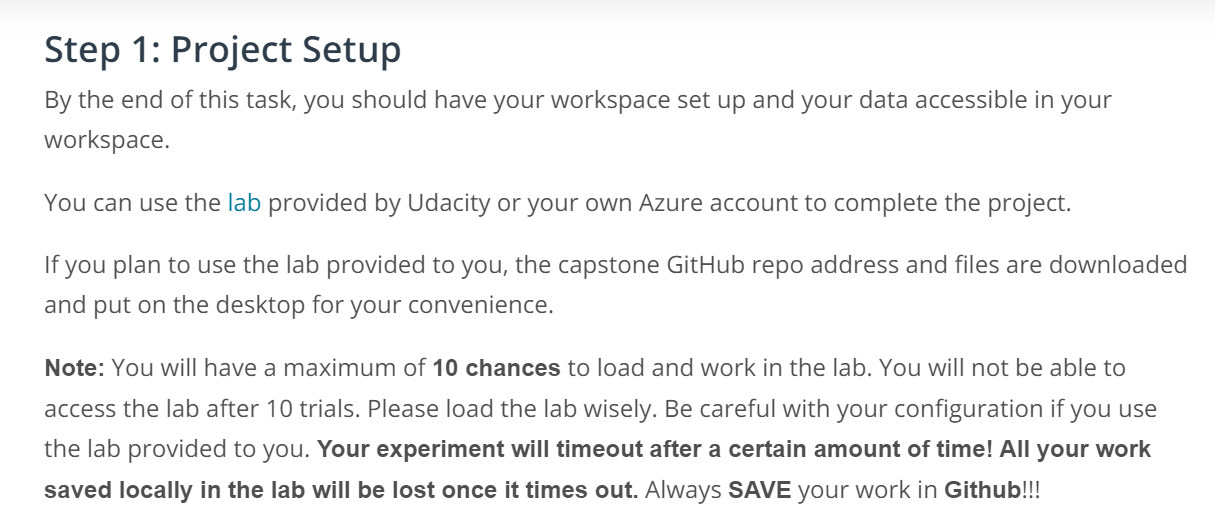 Step 1: Project Setup
By the end of this task, you should have your workspace set up and your data accessible in your
workspace.
You can use the lab provided by Udacity or your own Azure account to complete the project.
If you plan to use the lab provided to you, the capstone GitHub repo address and files are downloaded
and put on the desktop for your convenience.
Note: You will have a maximum of 10 chances to load and work in the lab. You will not be able to
access the lab after 10 trials. Please load the lab wisely. Be careful with your configuration if you use
the lab provided to you. Your experiment will timeout after a certain amount of time! All your work
saved locally in the lab will be lost once it times out. Always SAVE your work in Github!!!